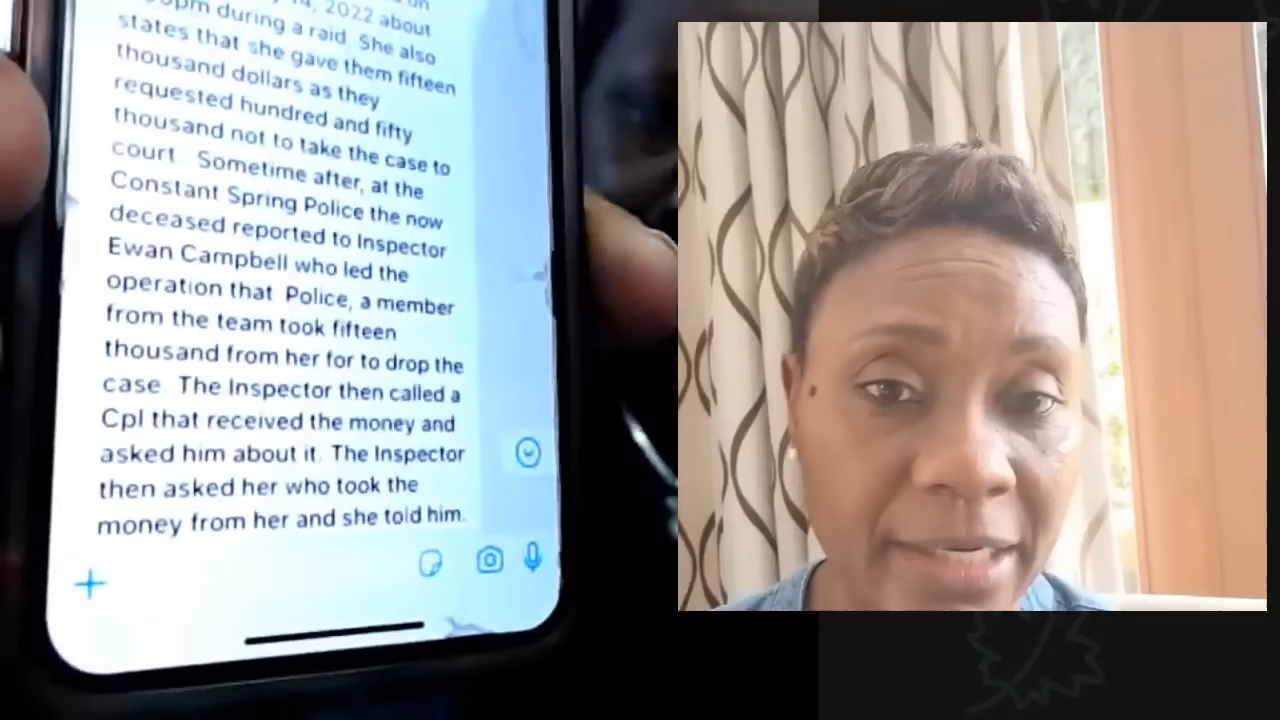 14, 2022 about
during a raid. She also
states that she gave them fifteen
thousand dollars as they
requested hundred and fifty
thousand not to take the case to
court. Sometime after, at the
Constant Spring Police the now
deceased reported to Inspector
Ewan Campbell who led the
operation that Police, a member
from the team took fifteen
thousand from her for to drop the
case. The Inspector then called a
Cpl that received the money and
asked him about it. The Inspector
then asked her who took the
money from her and she told him.